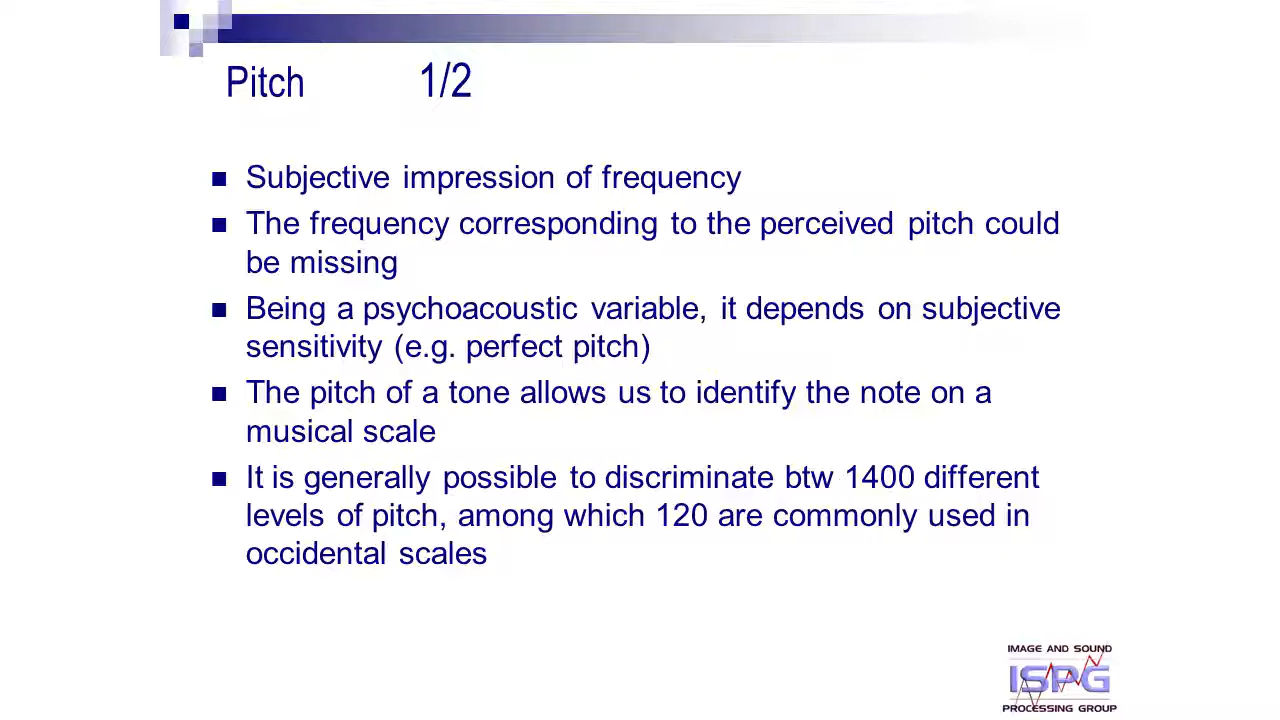 Pitch 1/2
Subjective impression of frequency
The frequency corresponding to the perceived pitch could
be missing
Being a psychoacoustic variable, it depends on subjective
sensitivity (e.g. perfect pitch)
The pitch of a tone allows us to identify the note on a
musical scale
It is generally possible to discriminate btw 1400 different
levels of pitch, among which 120 are commonly used in
occidental scales
IMAGE AND SOUND
ISPG
PROCESSING GROUP